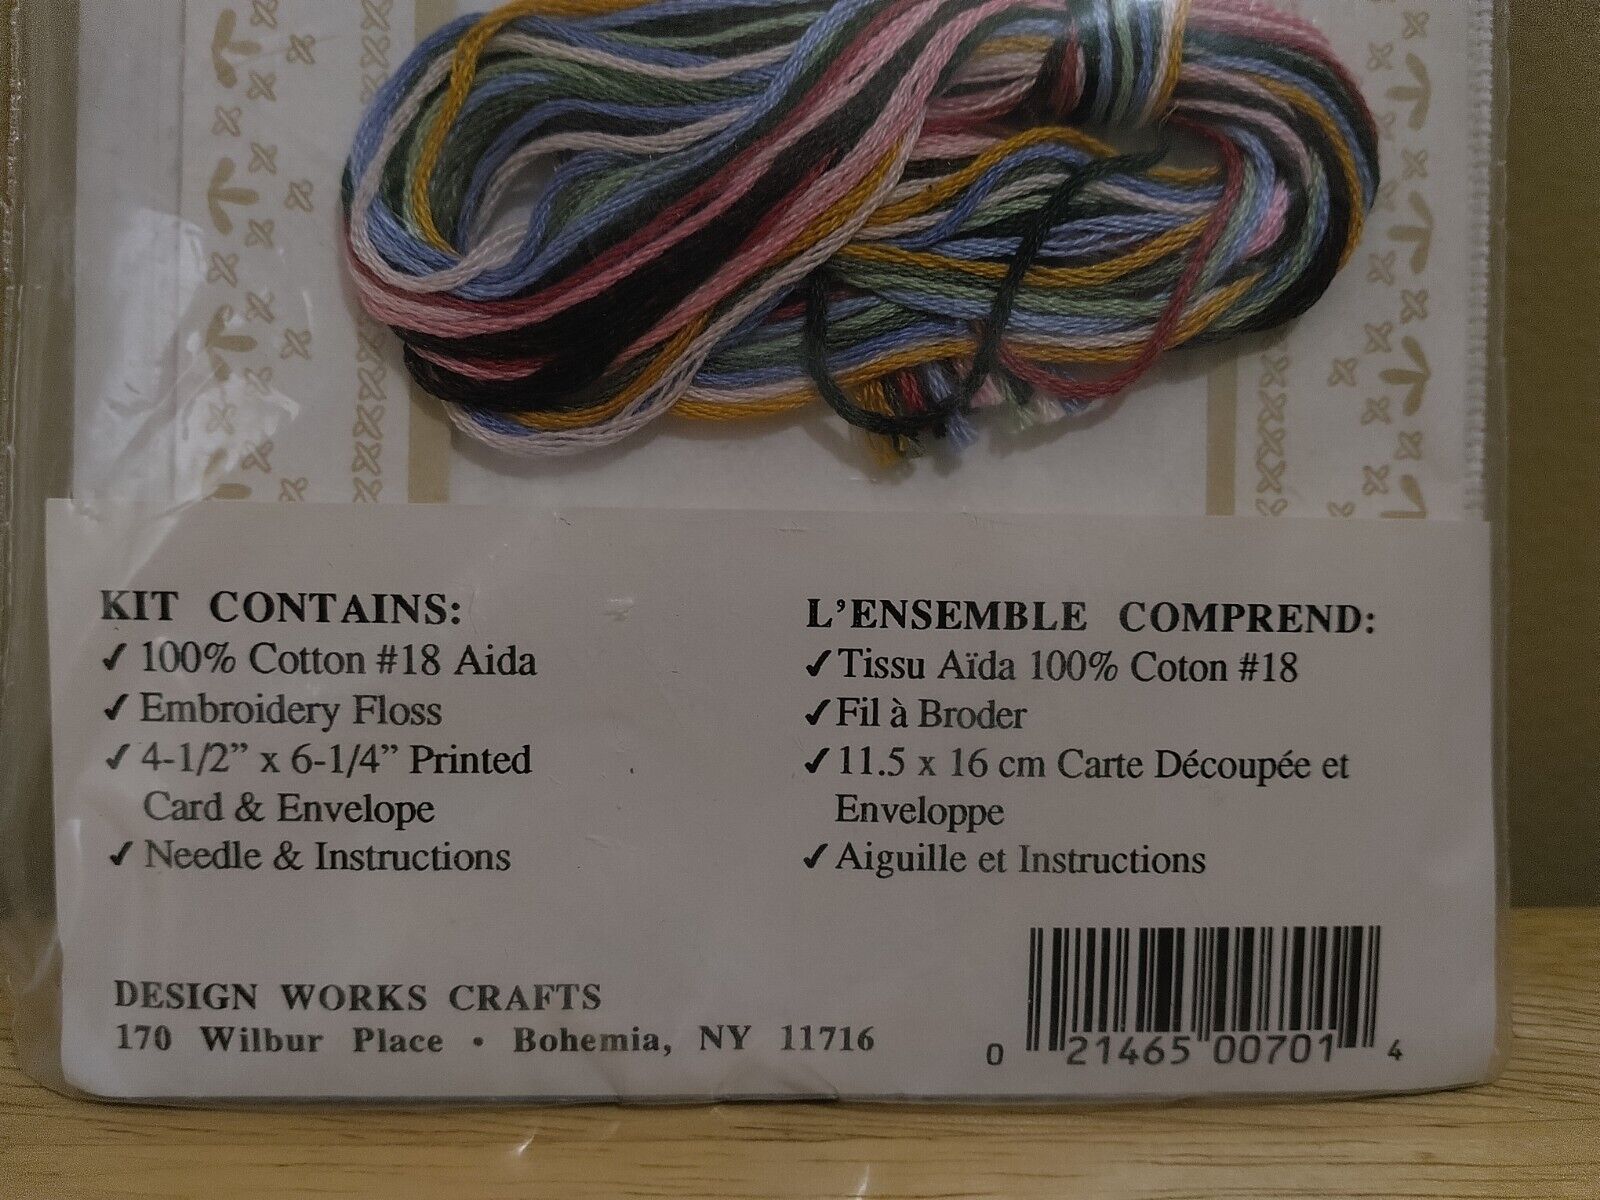 KIT CONTAINS:
✓ 100% Cotton #18 Aida
✓ Embroidery Floss
✓ 4-1/2” x 6-1/4” Printed
Card & Envelope
✓ Needle & Instructions
L’ENSEMBLE COMPREND:
✓ Tissu Aïda 100% Coton #18
✓ Fil à Broder
✓ 11.5 x 16 cm Carte Découpée et
Enveloppe
✓ Aiguille et Instructions
DESIGN WORKS CRAFTS
170 Wilbur Place • Bohemia, NY 11716
0 21465 00701 4